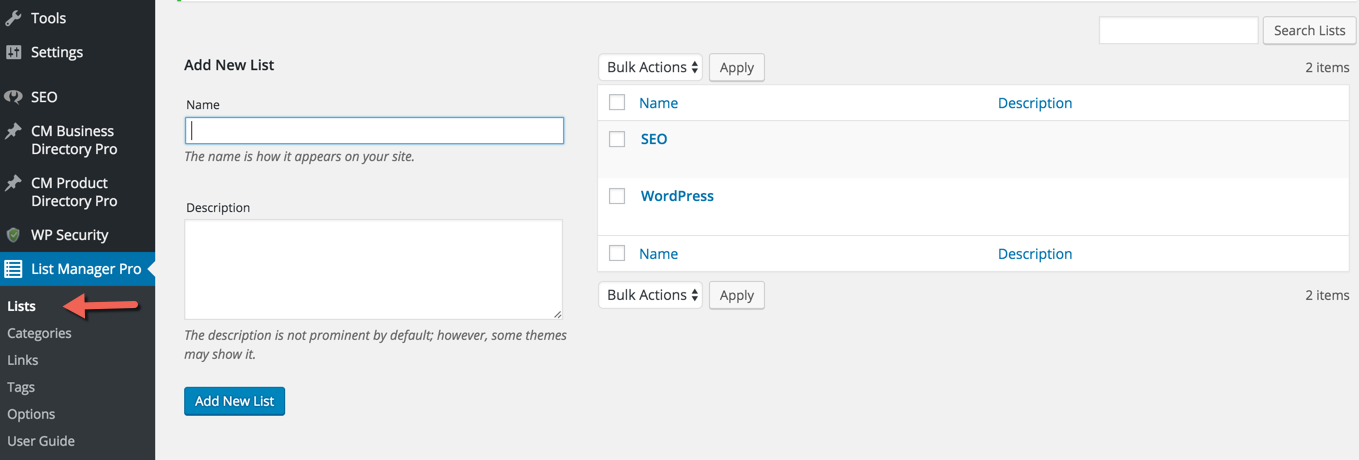 Tools
Settings
SEO
CM Business
Directory Pro
CM Product
Directory Pro
WP Security
List Manager Pro
Lists
Categories
Links
Tags
Options
User Guide
Add New List
Name
The name is how it appears on your site.
Description
The description is not prominent by default; however, some themes
may show it.
Add New List
Search Lists
Bulk Actions Apply 2 items
Name Description
SEO
WordPress
Name Description
Bulk Actions Apply 2 items